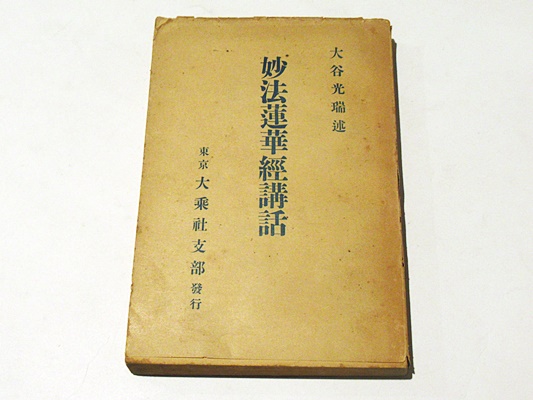 大谷光瑞述
妙法蓮華經講話
東京 大乘社支部 發行